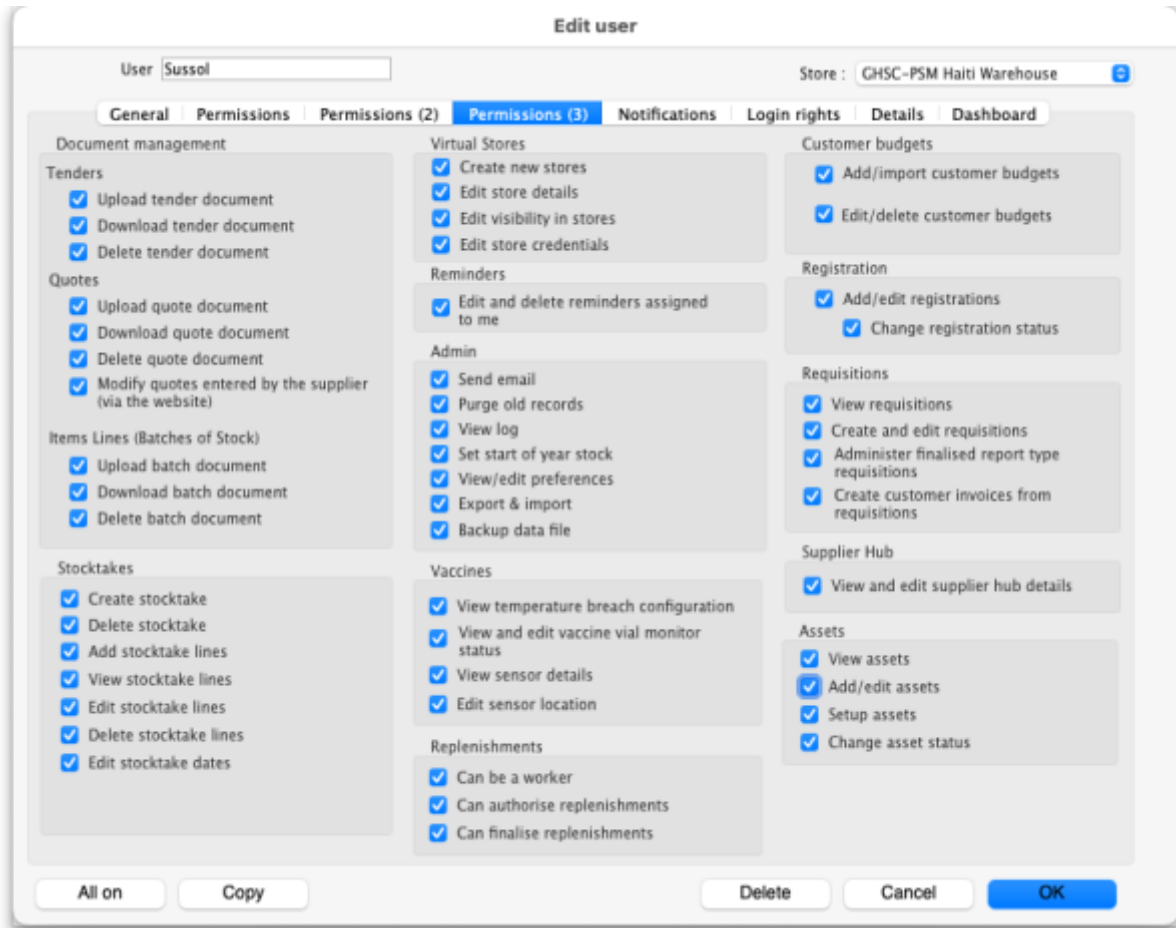 Edit user
User Sussol
Store : GHSC-PSM Haiti Warehouse
General Permissions Permissions (2) Permissions (3) Notifications Login rights Details Dashboard
Document management
Tenders
Upload tender document
Download tender document
Delete tender document
Quotes
Upload quote document
Download quote document
Delete quote document
Modify quotes entered by the supplier
(via the website)
Items Lines (Batches of Stock)
Upload batch document
Download batch document
Delete batch document
Stocktakes
Create stocktake
Delete stocktake
Add stocktake lines
View stocktake lines
Edit stocktake lines
Delete stocktake lines
Edit stocktake dates
Virtual Stores
Create new stores
Edit store details
Edit visibility in stores
Edit store credentials
Reminders
Edit and delete reminders assigned
to me
Admin
Send email
Purge old records
View log
Set start of year stock
View/edit preferences
Export & import
Backup data file
Vaccines
View temperature breach configuration
View and edit vaccine vial monitor
status
View sensor details
Edit sensor location
Replenishments
Can be a worker
Can authorise replenishments
Can finalise replenishments
Customer budgets
Add/import customer budgets
Edit/delete customer budgets
Registration
Add/edit registrations
Change registration status
Requisitions
View requisitions
Create and edit requisitions
Administer finalised report type
requisitions
Create customer invoices from
requisitions
Supplier Hub
View and edit supplier hub details
Assets
View assets
Add/edit assets
Setup assets
Change asset status
All on Copy Delete Cancel OK